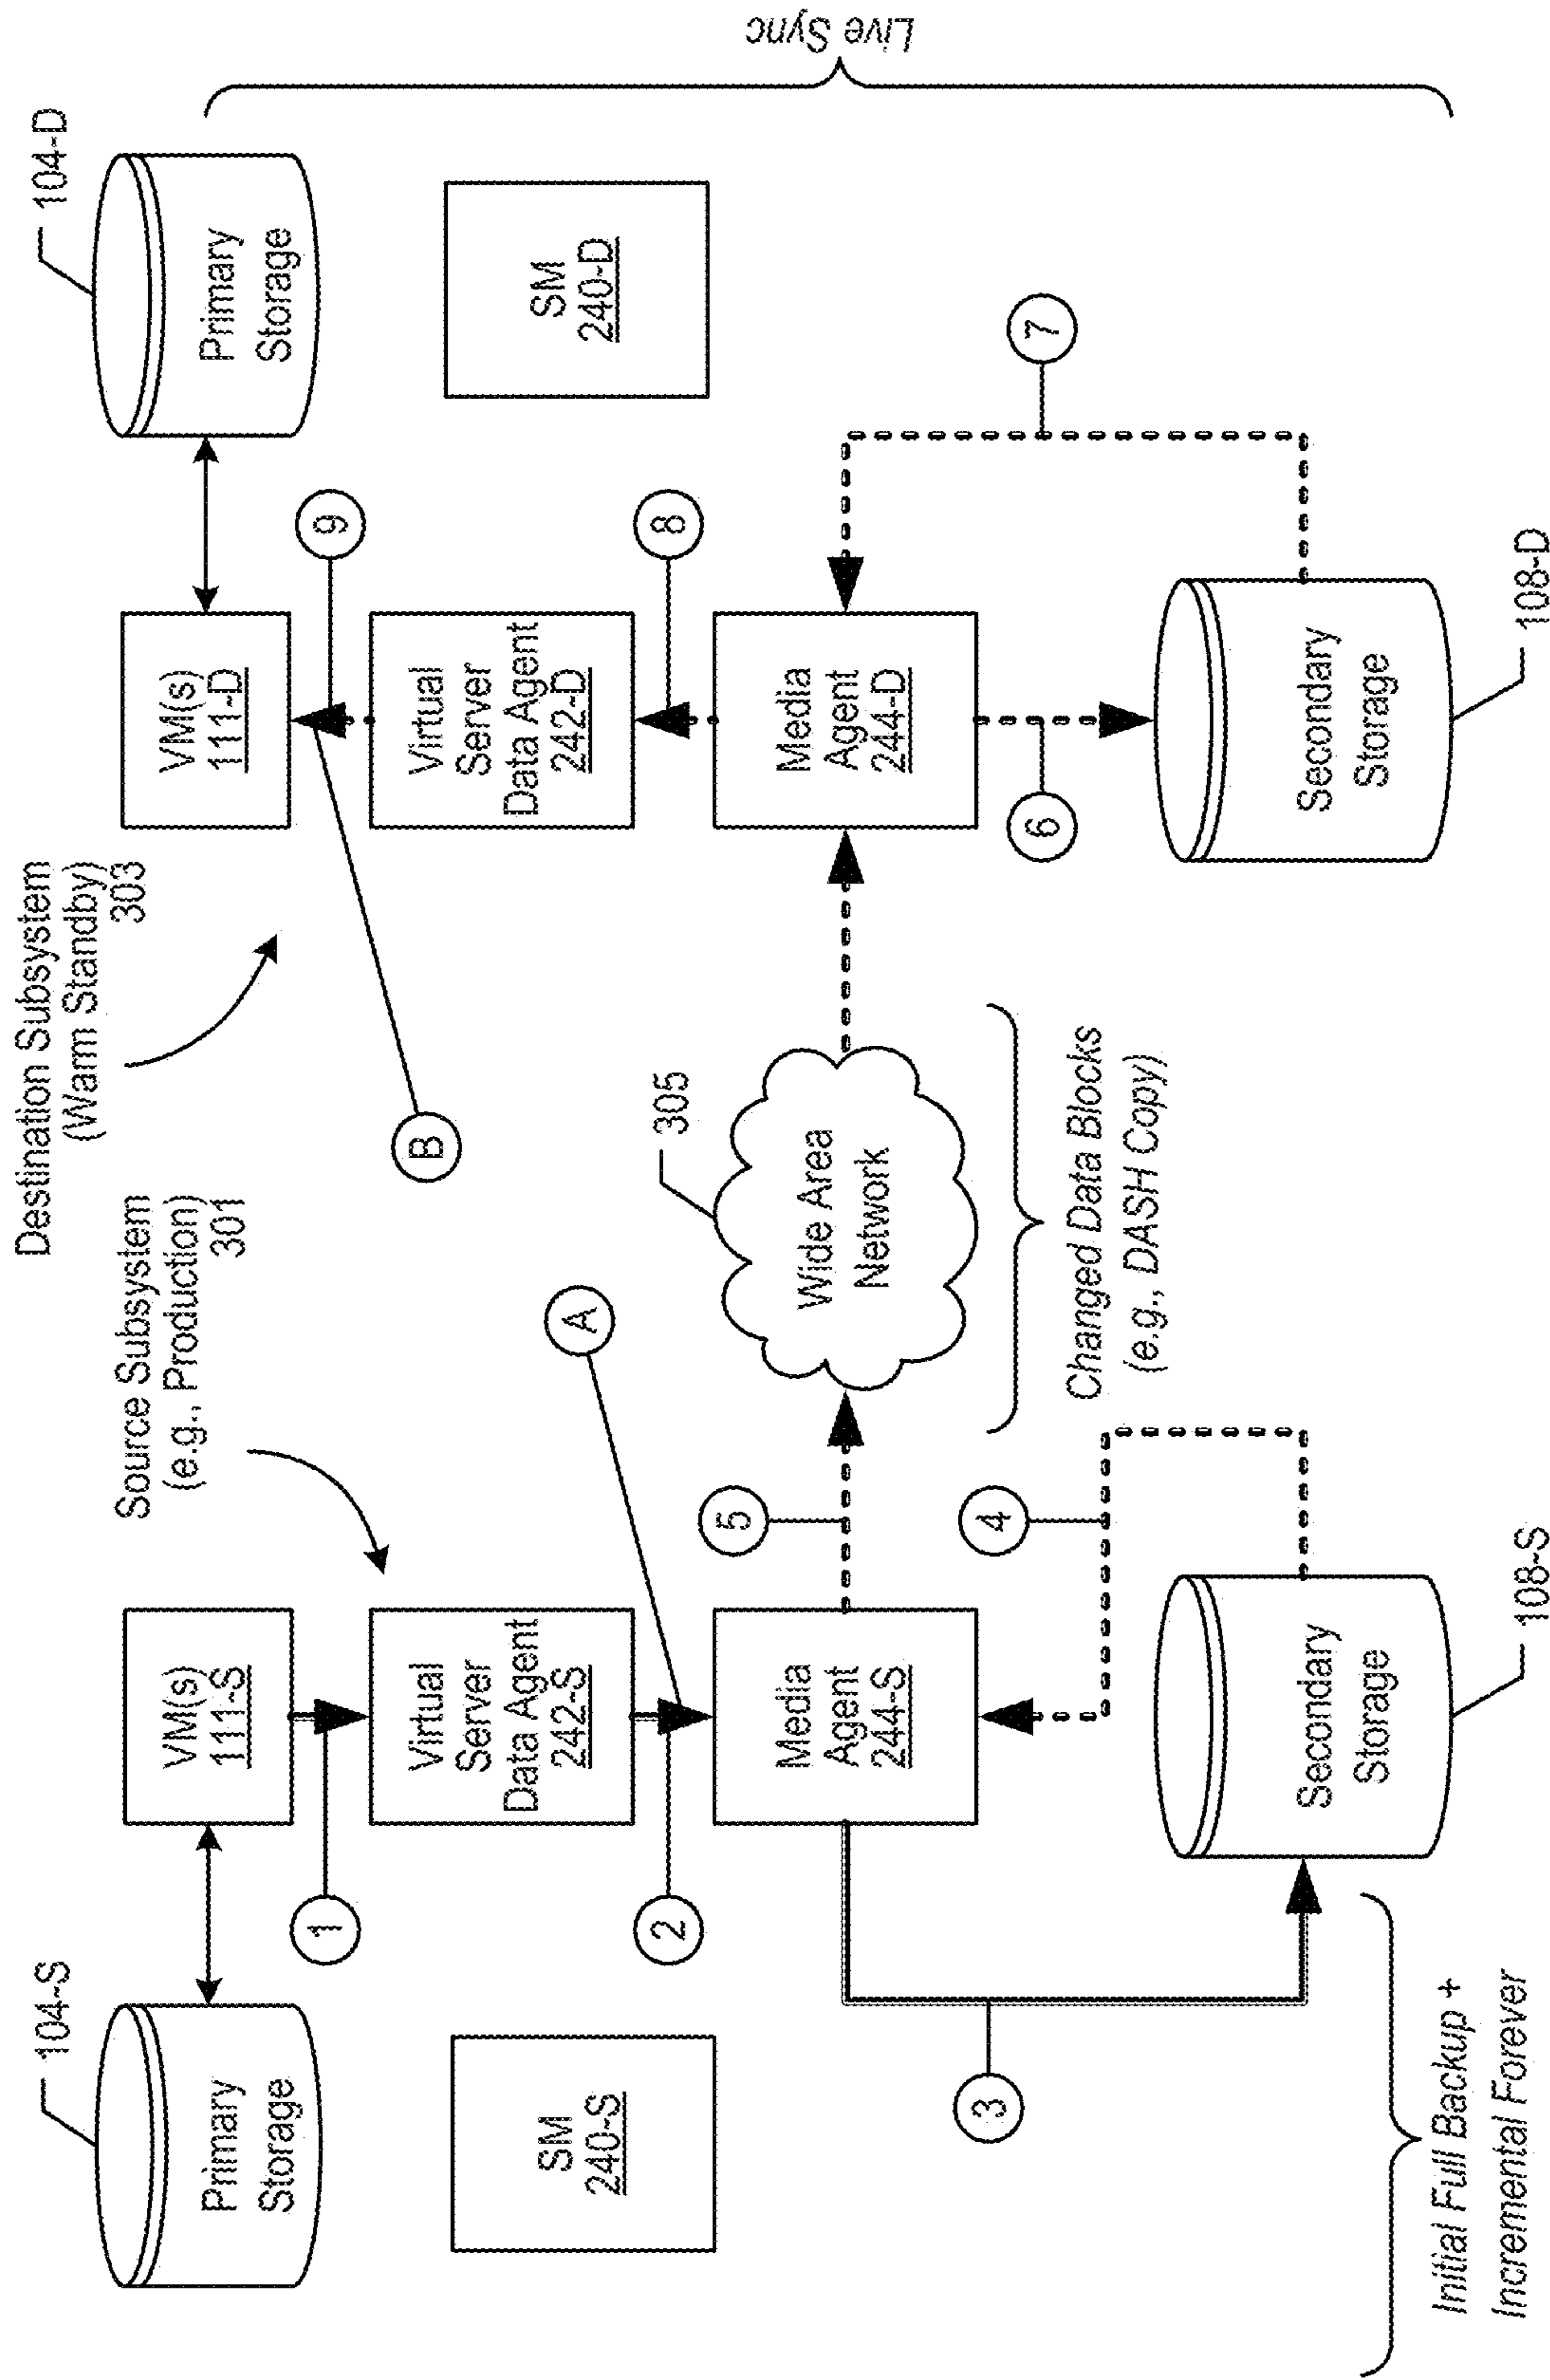 Source Subsystem
(e.g., Production)
301
Destination Subsystem
(Warm Standby)
303
104-S
Primary
Storage
VM(s)
111-S
1
Virtual
Server
Data Agent
242-S
SM
240-S
2
A
Media
Agent
244-S
3
4
5
Secondary
Storage
108-S
Initial Full Backup +
Incremental Forever
305
Wide Area
Network
Changed Data Blocks
(e.g., DASH Copy)
104-D
Primary
Storage
VM(s)
111-D
9
B
Virtual
Server
Data Agent
242-D
SM
240-D
8
Media
Agent
244-D
6
7
Secondary
Storage
108-D
Live Sync